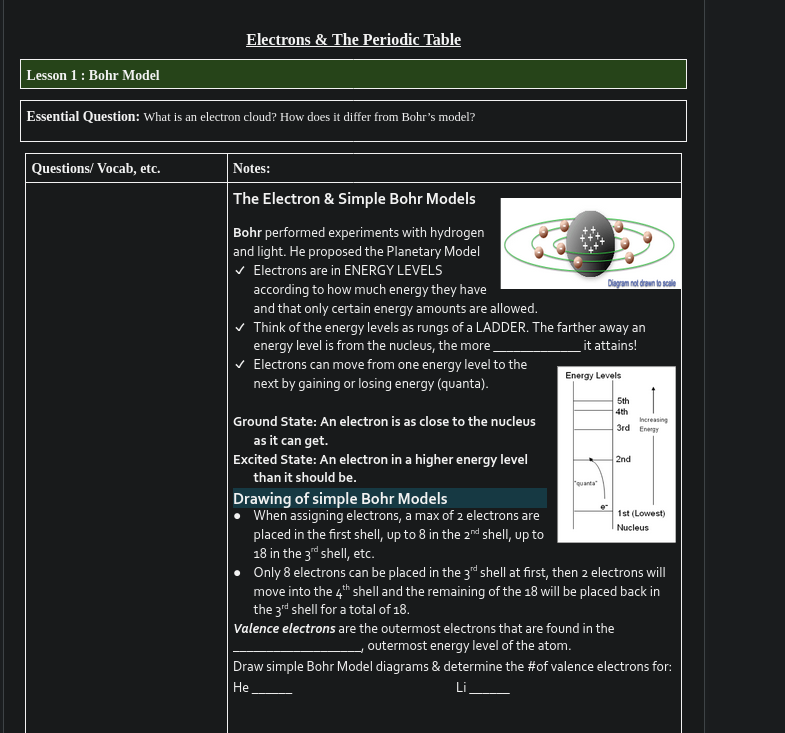 Electrons & The Periodic Table
Lesson 1 : Bohr Model
Essential Question: What is an electron cloud? How does it differ from Bohr's model?
Questions/ Vocab, etc.
Notes:
The Electron & Simple Bohr Models
Bohr performed experiments with hydrogen
and light. He proposed the Planetary Model
✓ Electrons are in ENERGY LEVELS
according to how much energy they have
and that only certain energy amounts are allowed.
Diagram not drawn to scale
✓ Think of the energy levels as rungs of a LADDER. The farther away an
energy level is from the nucleus, the more _____________ it attains!
✓ Electrons can move from one energy level to the
next by gaining or losing energy (quanta).
Ground State: An electron is as close to the nucleus
as it can get.
Excited State: An electron in a higher energy level
than it should be.
Energy Levels
5th
4th
3rd
Increasing
Energy
2nd
"quanta"
e-
1st (Lowest)
Nucleus
Drawing of simple Bohr Models
● When assigning electrons, a max of 2 electrons are
placed in the first shell, up to 8 in the 2nd shell, up to
18 in the 3rd shell, etc.
● Only 8 electrons can be placed in the 3rd shell at first, then 2 electrons will
move into the 4th shell and the remaining of the 18 will be placed back in
the 3rd shell for a total of 18.
Valence electrons are the outermost electrons that are found in the
___________________, outermost energy level of the atom.
Draw simple Bohr Model diagrams & determine the #of valence electrons for:
He ______ Li ______